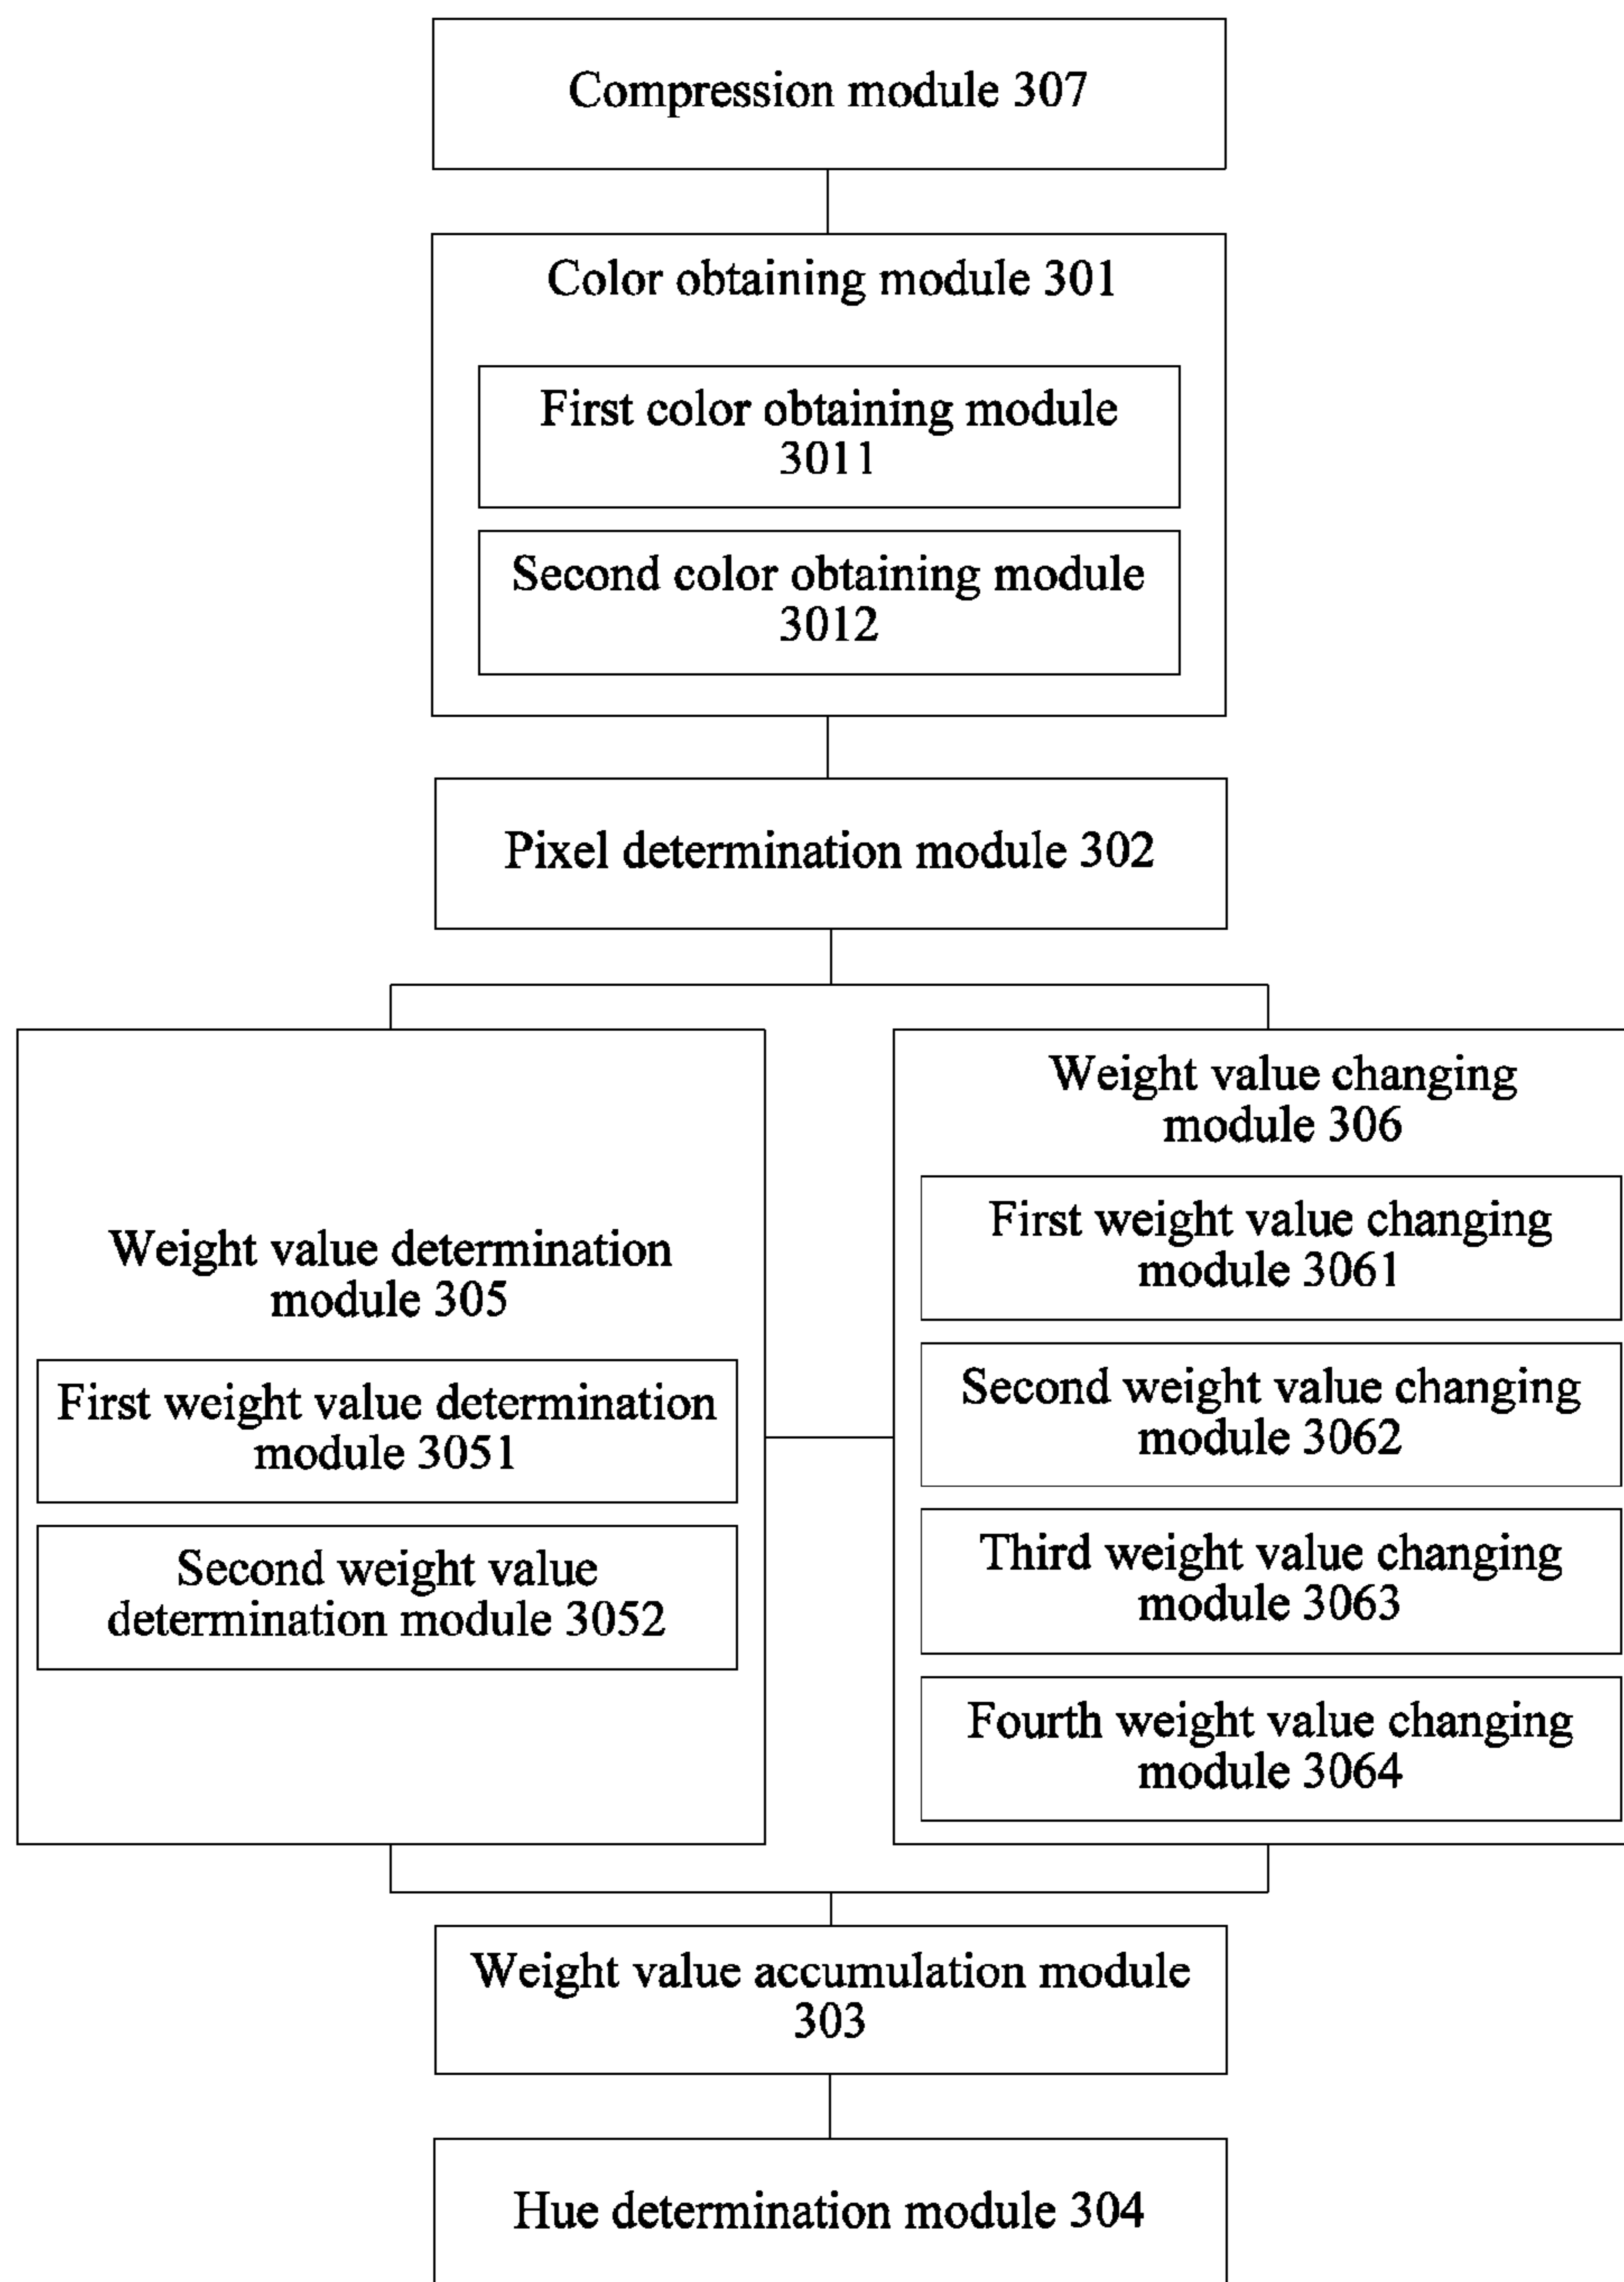 Compression module 307
Color obtaining module 301
First color obtaining module
3011
Second color obtaining module
3012
Pixel determination module 302
Weight value determination
module 305
First weight value determination
module 3051
Second weight value
determination module 3052
Weight value changing
module 306
First weight value changing
module 3061
Second weight value changing
module 3062
Third weight value changing
module 3063
Fourth weight value changing
module 3064
Weight value accumulation module
303
Hue determination module 304